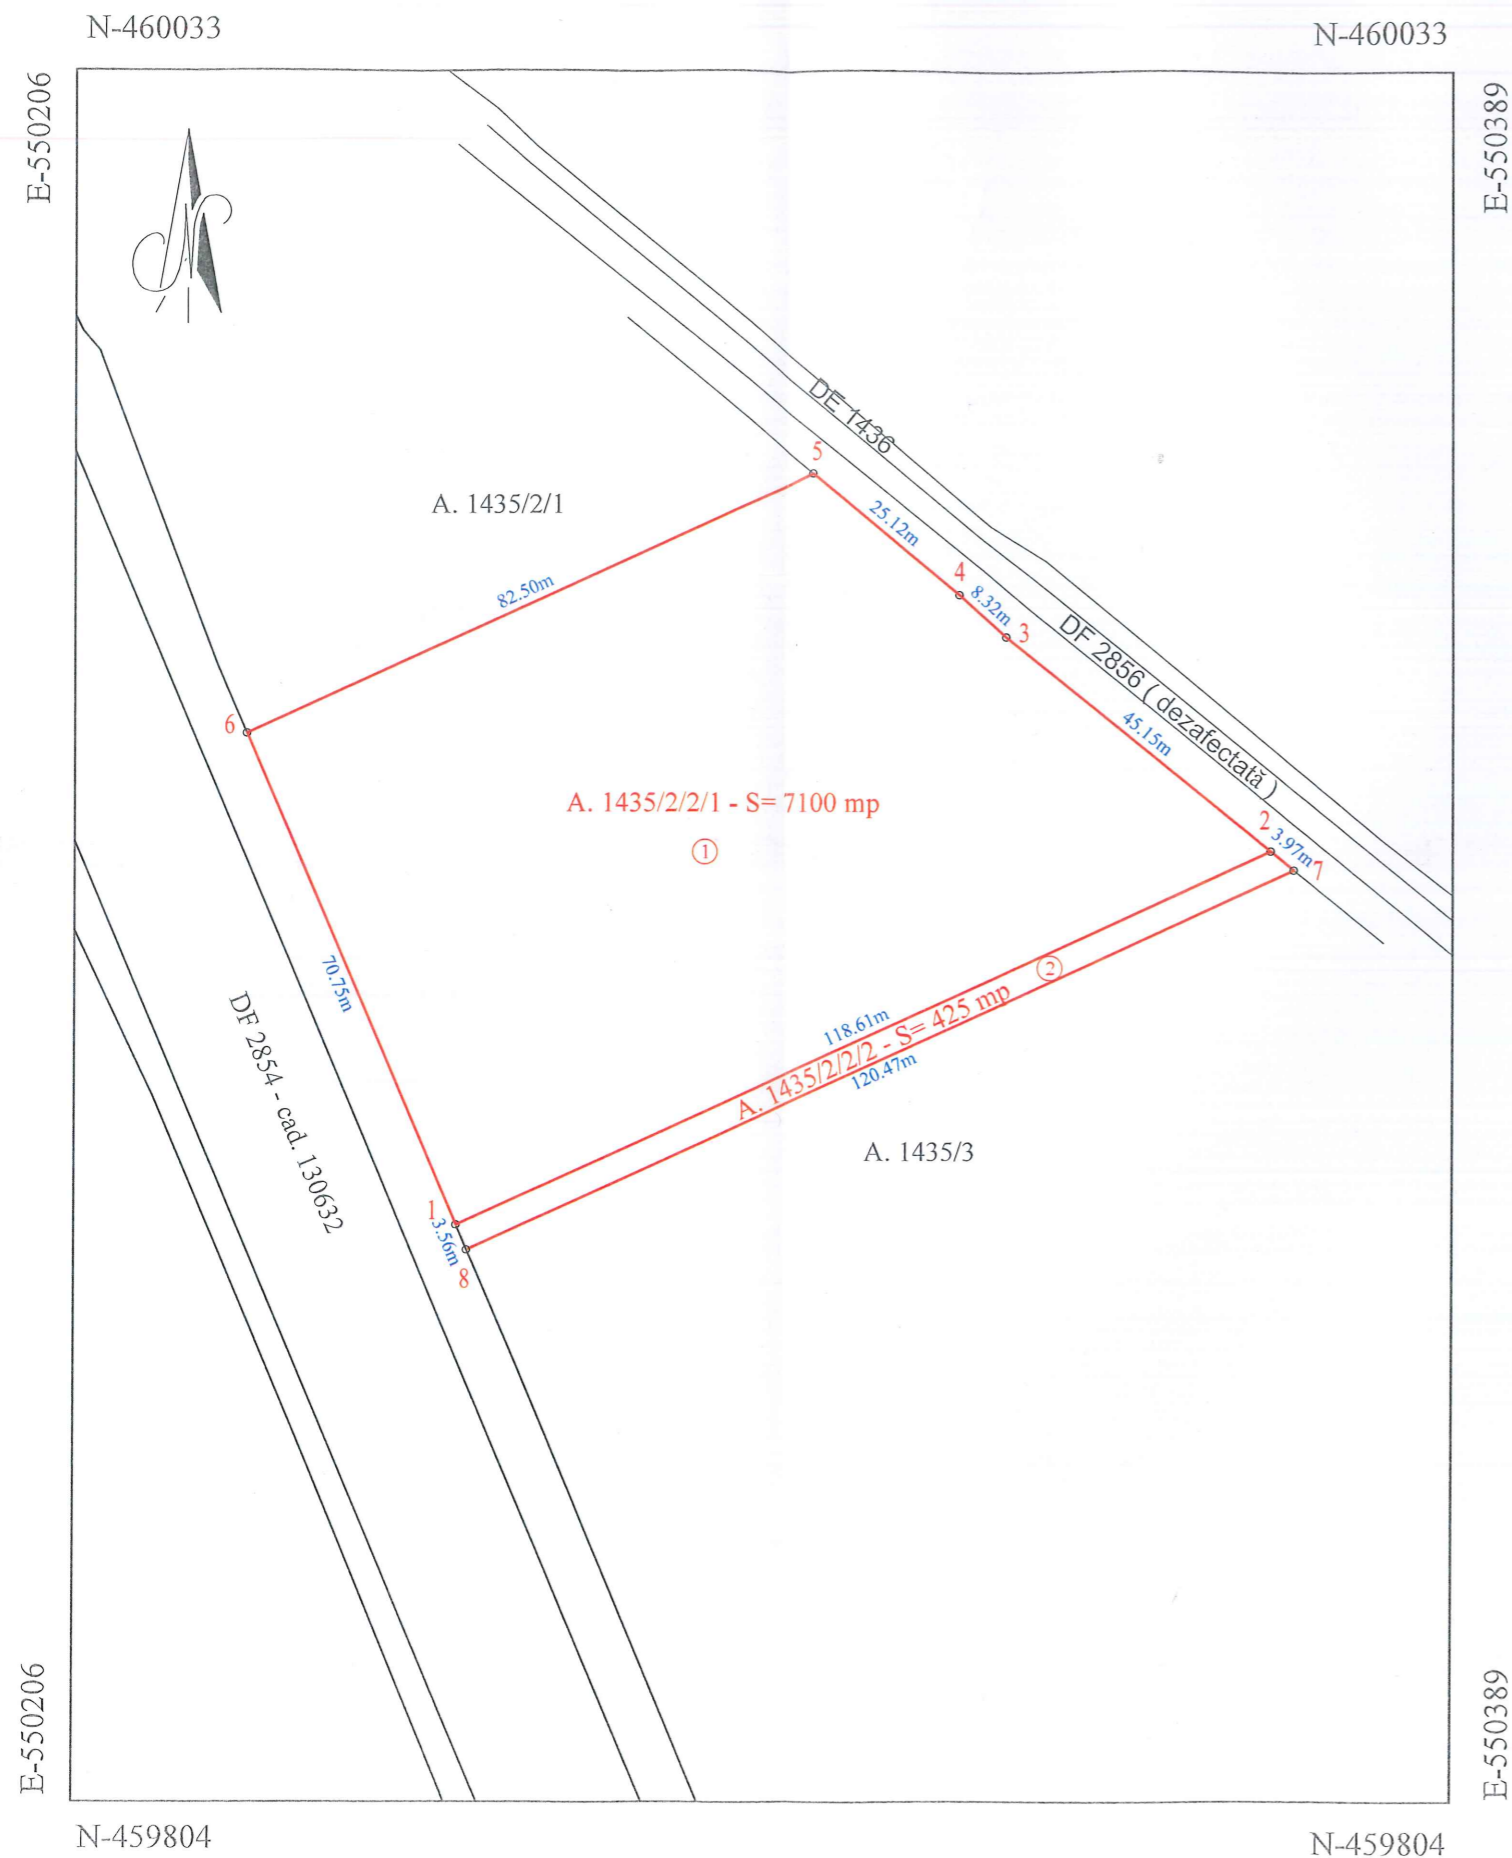 N-460033
N-460033
E-550206
E-550389
DE 1436
5
A. 1435/2/1
25.12m
4
82.50m
8.32m
3
DF 2856 ( dezafectată )
6
45.15m
A. 1435/2/2/1 - S= 7100 mp
2
3.97m
1
7
70.75m
2
118.61m
A. 1435/2/2/2 - S= 425 mp
120.47m
DF 2854 - cad. 130632
A. 1435/3
1
3.56m
8
E-550206
E-550389
N-459804
N-459804